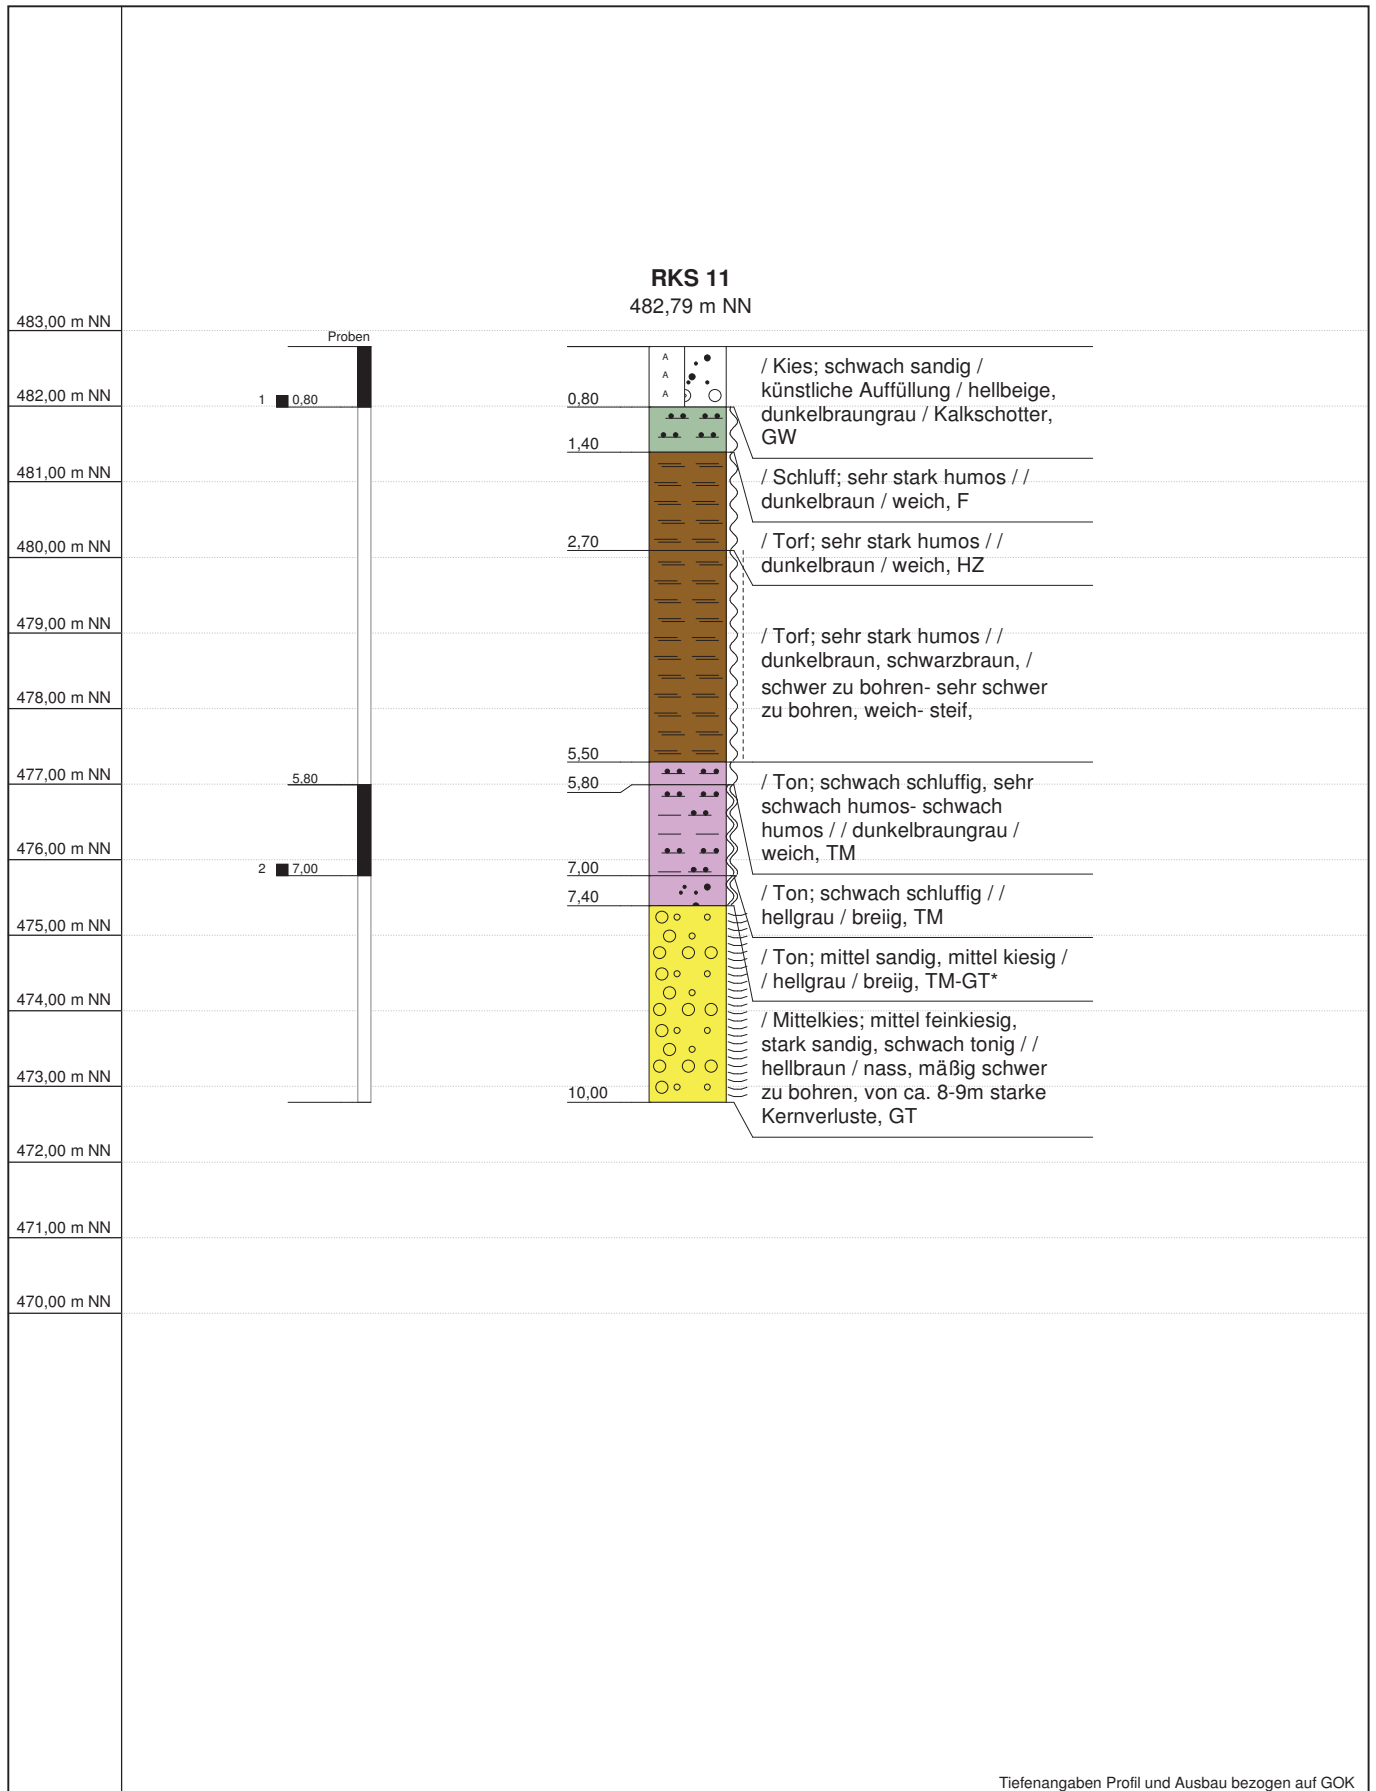 RKS 11
482,79 m NN
483,00 m NN
482,00 m NN
481,00 m NN
480,00 m NN
479,00 m NN
478,00 m NN
477,00 m NN
476,00 m NN
475,00 m NN
474,00 m NN
473,00 m NN
472,00 m NN
471,00 m NN
470,00 m NN
Proben
1 0,80
5,80
2 7,00
0,80
1,40
2,70
5,50
5,80
7,00
7,40
10,00
A
A
A
/ Kies; schwach sandig /
künstliche Auffüllung / hellbeige,
dunkelbraungrau / Kalkschotter,
GW
/ Schluff; sehr stark humos / /
dunkelbraun / weich, F
/ Torf; sehr stark humos / /
dunkelbraun / weich, HZ
/ Torf; sehr stark humos / /
dunkelbraun, schwarzbraun, /
schwer zu bohren- sehr schwer
zu bohren, weich- steif,
/ Ton; schwach schluffig, sehr
schwach humos- schwach
humos / / dunkelbraungrau /
weich, TM
/ Ton; schwach schluffig / /
hellgrau / breiig, TM
/ Ton; mittel sandig, mittel kiesig /
/ hellgrau / breiig, TM-GT*
/ Mittelkies; mittel feinkiesig,
stark sandig, schwach tonig / /
hellbraun / nass, mäßig schwer
zu bohren, von ca. 8-9m starke
Kernverluste, GT
Tiefenangaben Profil und Ausbau bezogen auf GOK